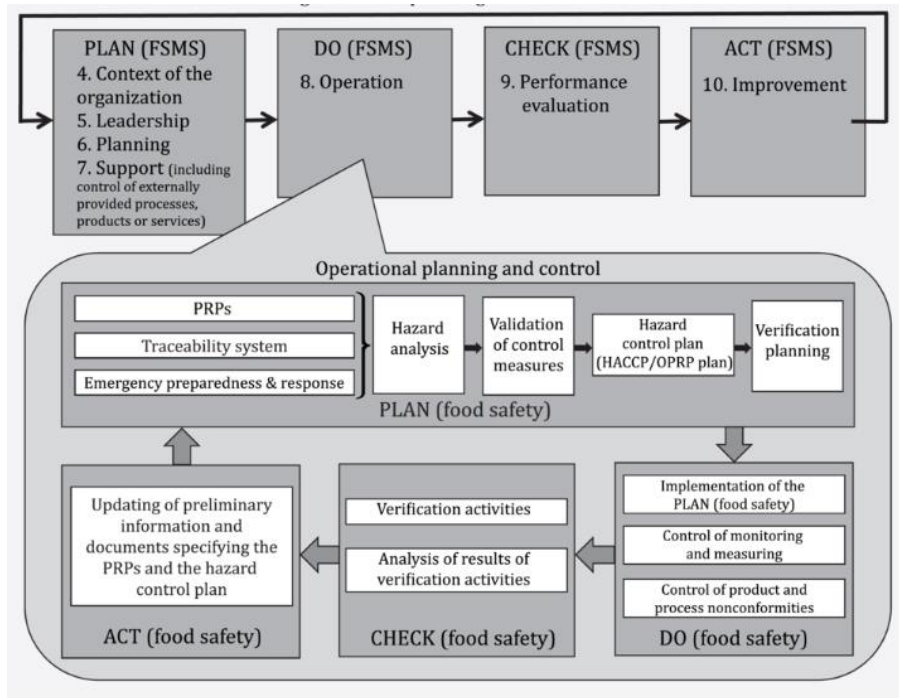 PLAN (FSMS)
4. Context of the
organization
5. Leadership
6. Planning
7. Support (including
control of externally
provided processes,
products or services)
DO (FSMS)
8. Operation
CHECK (FSMS)
9. Performance
evaluation
ACT (FSMS)
10. Improvement
Operational planning and control
PRPs
Traceability system
Emergency preparedness & response
Hazard
analysis
Validation
of control
measures
Hazard
control plan
(HACCP/OPRP plan)
Verification
planning
PLAN (food safety)
Updating of preliminary
information and
documents specifying the
PRPs and the hazard
control plan
ACT (food safety)
Verification activities
Analysis of results of
verification activities
CHECK (food safety)
Implementation of the
PLAN (food safety)
Control of monitoring
and measuring
Control of product and
process nonconformities
DO (food safety)